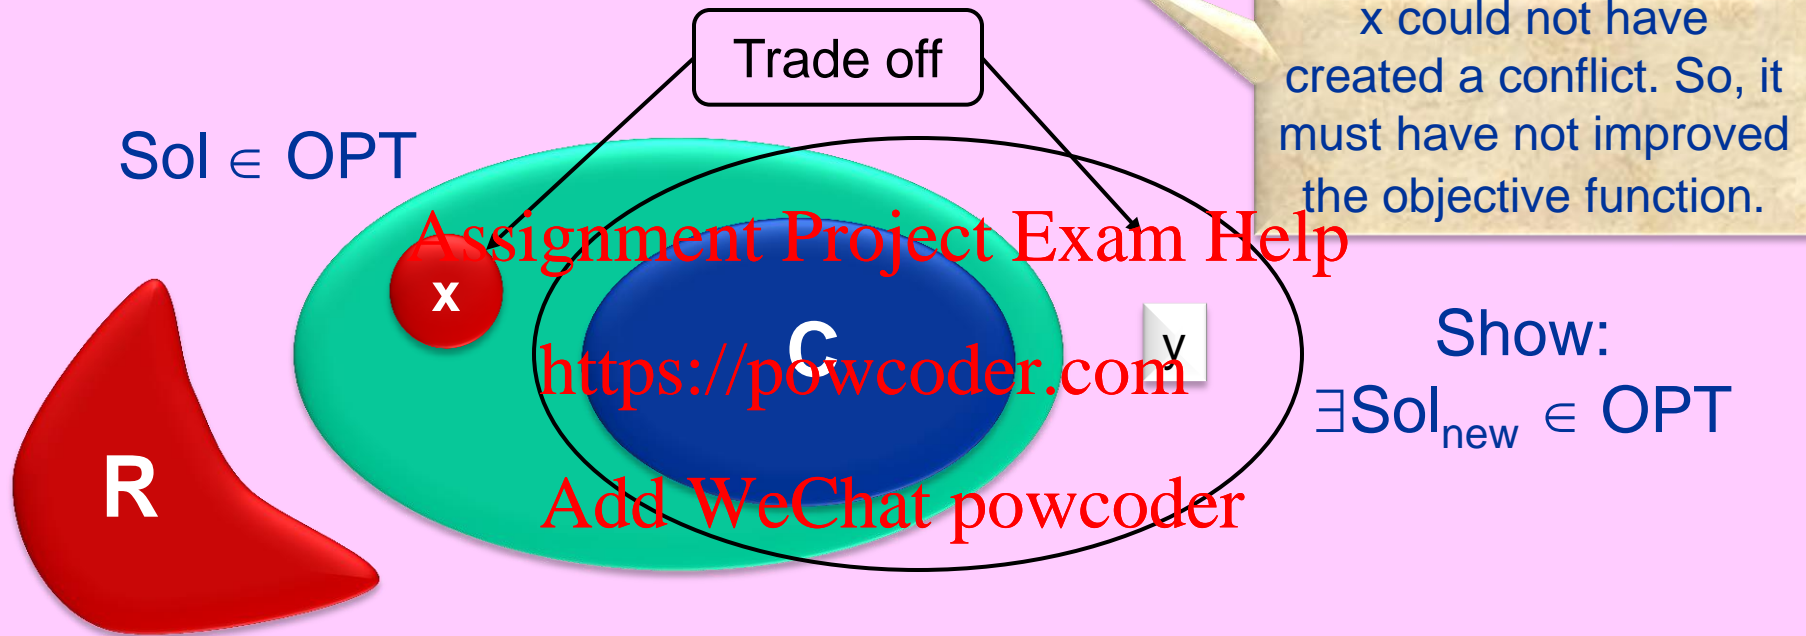 x could not have
created a conflict. So, it
must have not improved
the objective function.
Trade off
Sol ∈ OPT
Assignment Project Exam Help
x
C
y
https://powcoder.com
Show:
∃Solnew ∈ OPT
R
Add WeChat powcoder